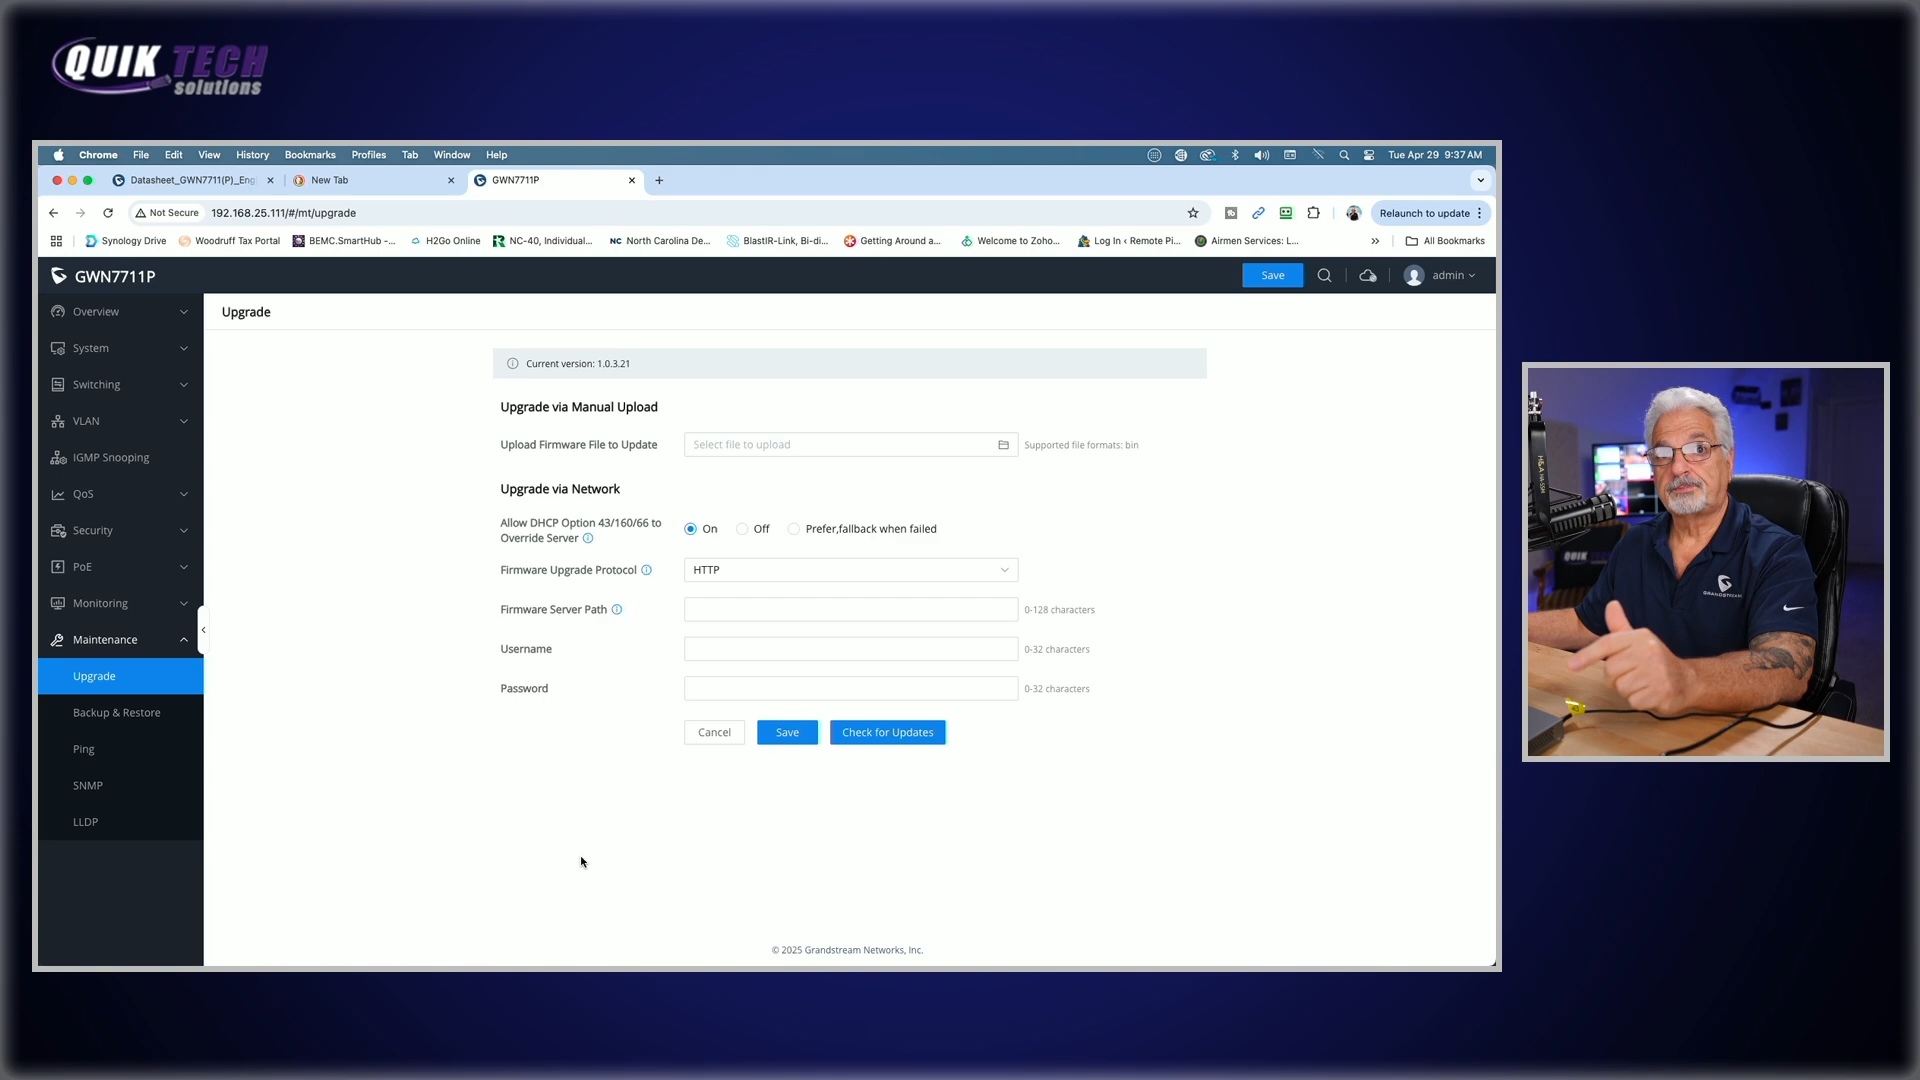 QUIK TECH
solutions
Chrome File Edit View History Bookmarks Profiles Tab Window Help Tue Apr 29 9:37 AM
Datasheet_GWN7711(P)_Eng New Tab GWN7711P
Not Secure 192.168.25.111/#/mt/upgrade Relaunch to update
Synology Drive Woodruff Tax Portal BEMC.SmartHub -... H2Go Online NC-40, Individual... NC North Carolina De... BlastIR-Link, Bi-di... Getting Around a... Welcome to Zoho... Log In ‹ Remote Pi... Airmen Services: L... » All Bookmarks
GWN7711P Save admin
Overview
System
Switching
VLAN
IGMP Snooping
QoS
Security
PoE
Monitoring
Maintenance
Upgrade
Backup & Restore
Ping
SNMP
LLDP
Upgrade
Current version: 1.0.3.21
Upgrade via Manual Upload
Upload Firmware File to Update Select file to upload Supported file formats: bin
Upgrade via Network
Allow DHCP Option 43/160/66 to
Override Server On Off Prefer,fallback when failed
Firmware Upgrade Protocol HTTP
Firmware Server Path 0-128 characters
Username 0-32 characters
Password 0-32 characters
Cancel Save Check for Updates
© 2025 Grandstream Networks, Inc.
GRANDSTREAM
QUIK